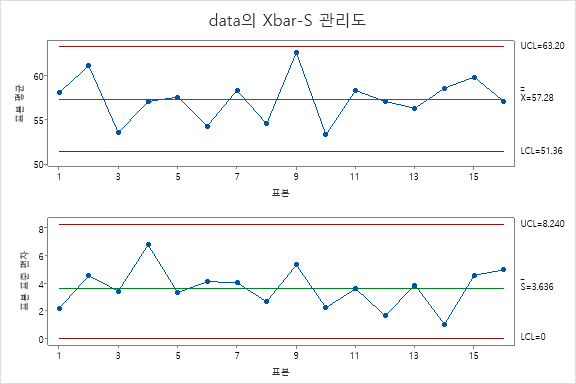 data의 Xbar-S 관리도
표본 평균
60
55
50
UCL=63.20
X=57.28
LCL=51.36
1 3 5 7 9 11 13 15
표본
표본 표준 편차
8
6
4
2
0
UCL=8.240
S=3.636
LCL=0
1 3 5 7 9 11 13 15
표본